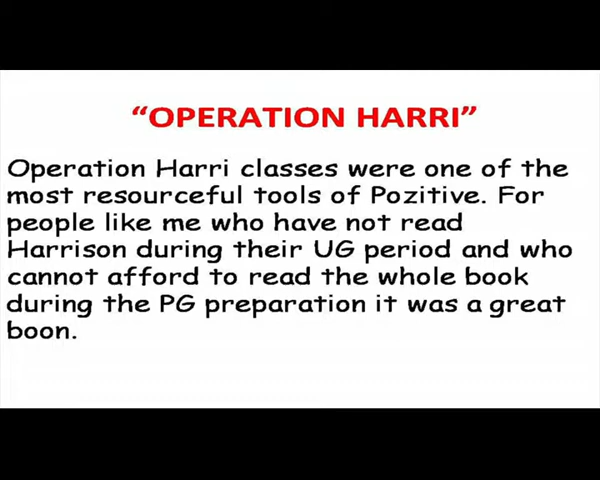 “OPERATION HARRI”
Operation Harri classes were one of the
most resourceful tools of Pozitive. For
people like me who have not read
Harrison during their UG period and who
cannot afford to read the whole book
during the PG preparation it was a great
boon.